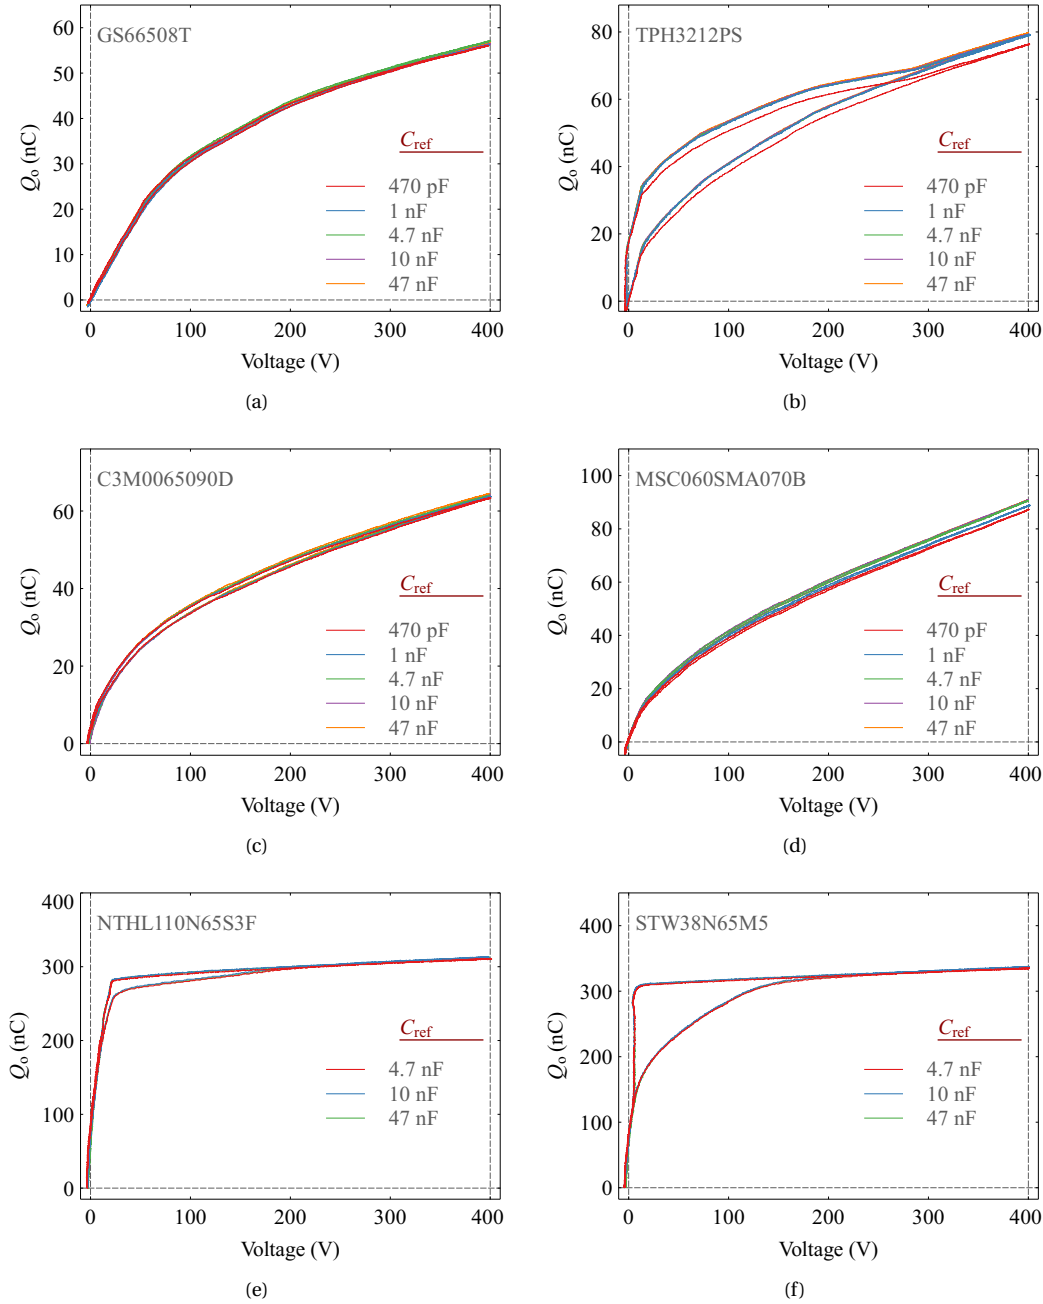 GS66508T
Q₀ (nC)
60
50
40
30
20
10
0
C_ref
470 pF
1 nF
4.7 nF
10 nF
47 nF
0 100 200 300 400
Voltage (V)
(a)
TPH3212PS
Q₀ (nC)
80
60
40
20
0
C_ref
470 pF
1 nF
4.7 nF
10 nF
47 nF
0 100 200 300 400
Voltage (V)
(b)
C3M0065090D
Q₀ (nC)
60
40
20
0
C_ref
470 pF
1 nF
4.7 nF
10 nF
47 nF
0 100 200 300 400
Voltage (V)
(c)
MSC060SMA070B
Q₀ (nC)
100
80
60
40
20
0
C_ref
470 pF
1 nF
4.7 nF
10 nF
47 nF
0 100 200 300 400
Voltage (V)
(d)
NTHL110N65S3F
Q₀ (nC)
400
300
200
100
0
C_ref
4.7 nF
10 nF
47 nF
0 100 200 300 400
Voltage (V)
(e)
STW38N65M5
Q₀ (nC)
400
300
200
100
0
C_ref
4.7 nF
10 nF
47 nF
0 100 200 300 400
Voltage (V)
(f)